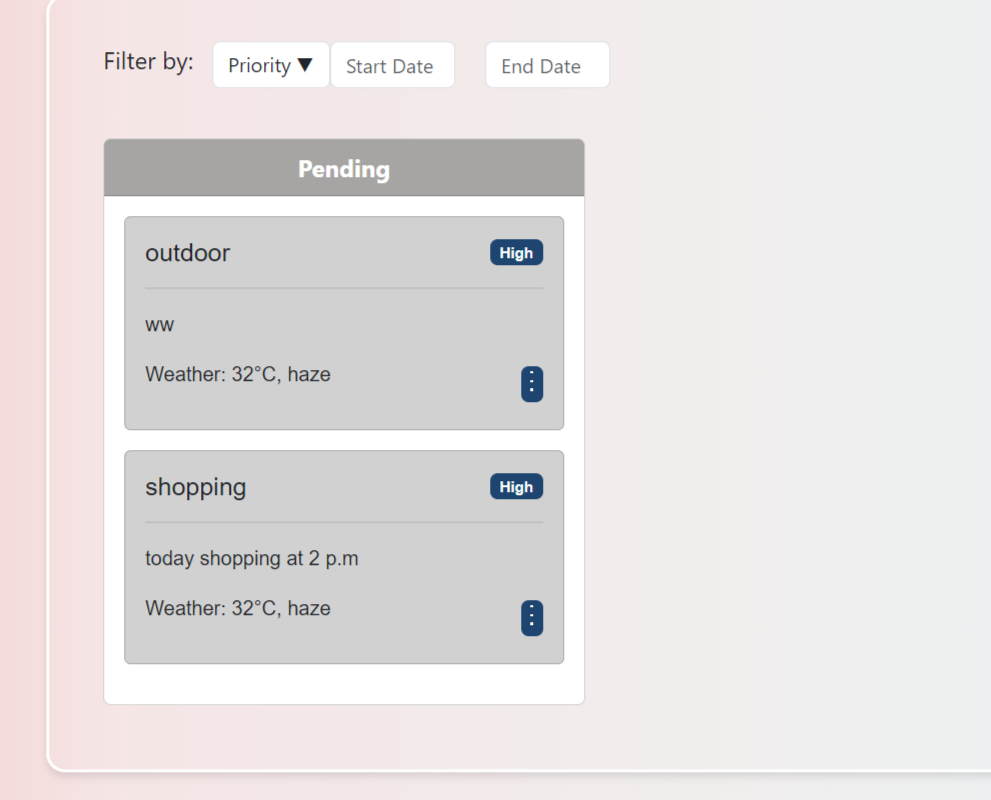 Filter by: Priority ▼ Start Date End Date
Pending
outdoor High
ww
Weather: 32°C, haze
shopping High
today shopping at 2 p.m
Weather: 32°C, haze